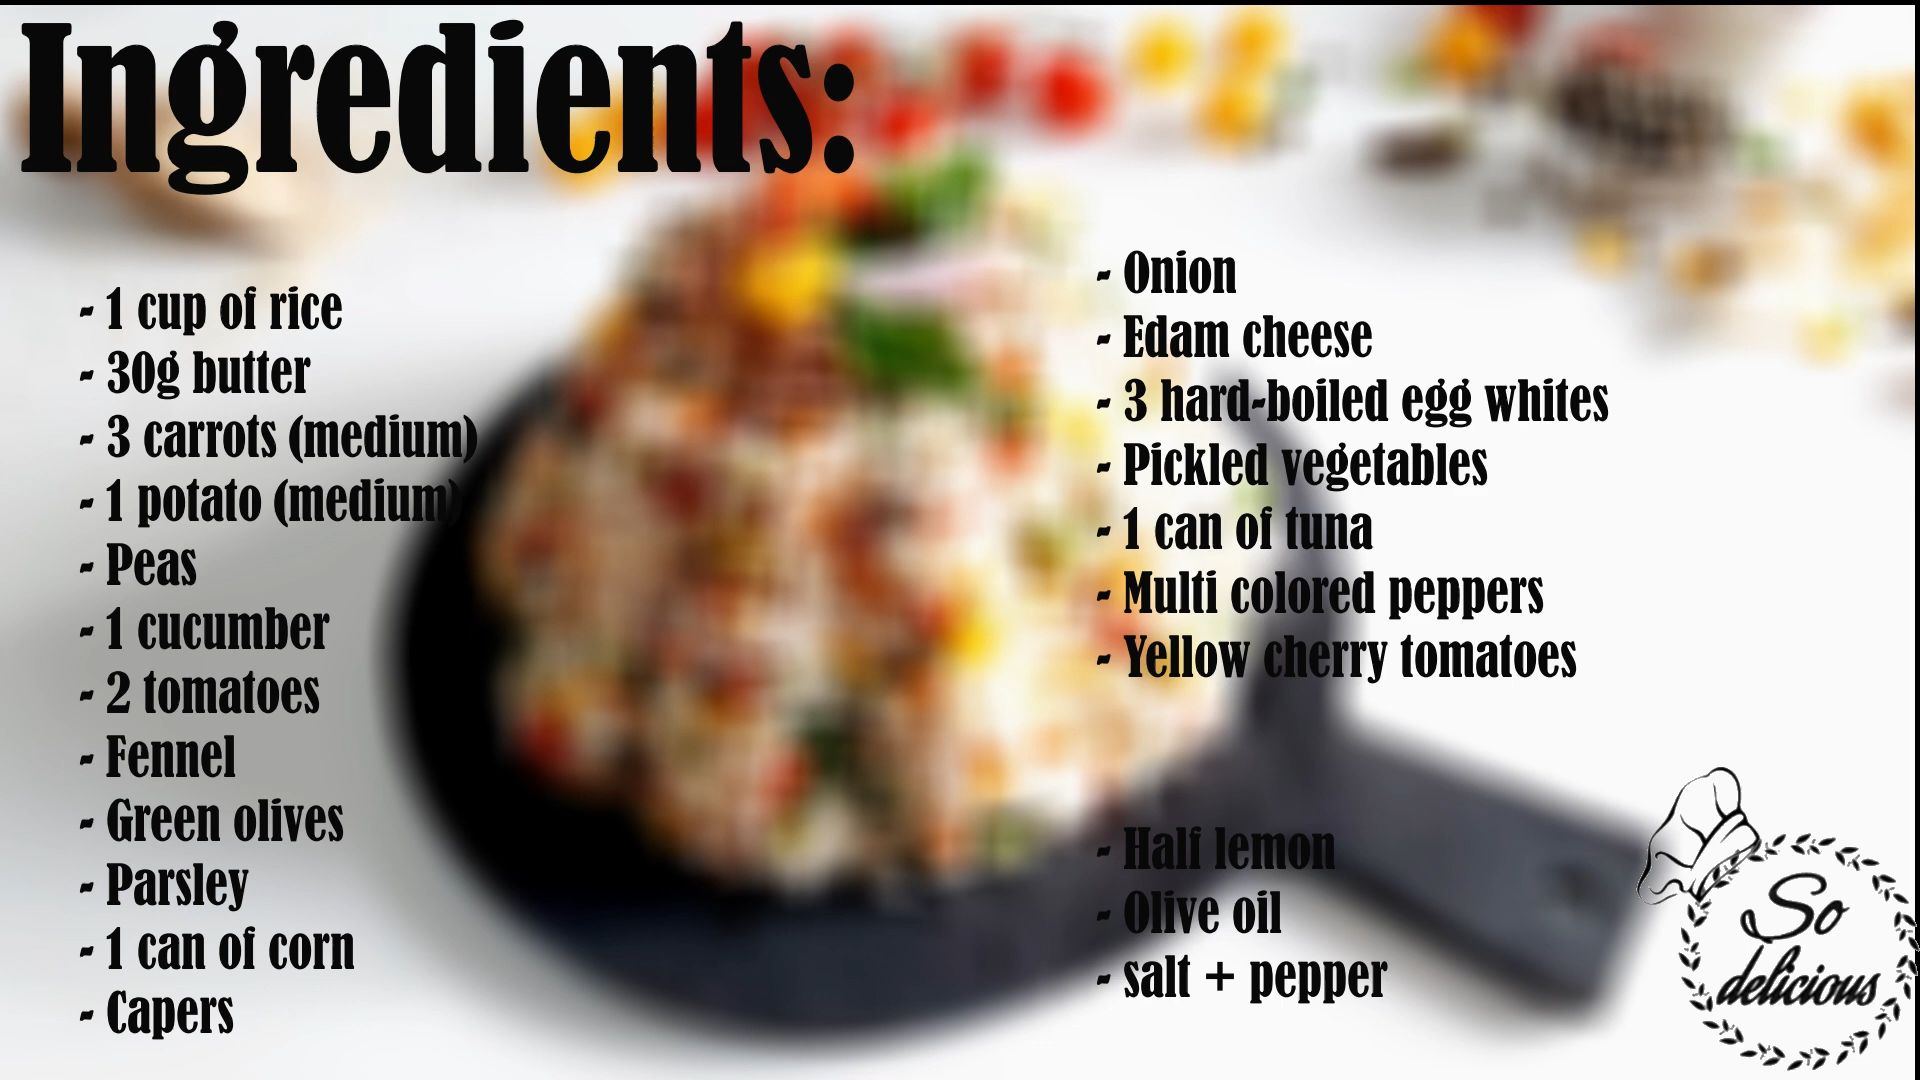 Ingredients:
- 1 cup of rice
- 30g butter
- 3 carrots (medium)
- 1 potato (medium)
- Peas
- 1 cucumber
- 2 tomatoes
- Fennel
- Green olives
- Parsley
- 1 can of corn
- Capers
- Onion
- Edam cheese
- 3 hard-boiled egg whites
- Pickled vegetables
- 1 can of tuna
- Multi colored peppers
- Yellow cherry tomatoes
- Half lemon
- Olive oil
- salt + pepper
So
delicious